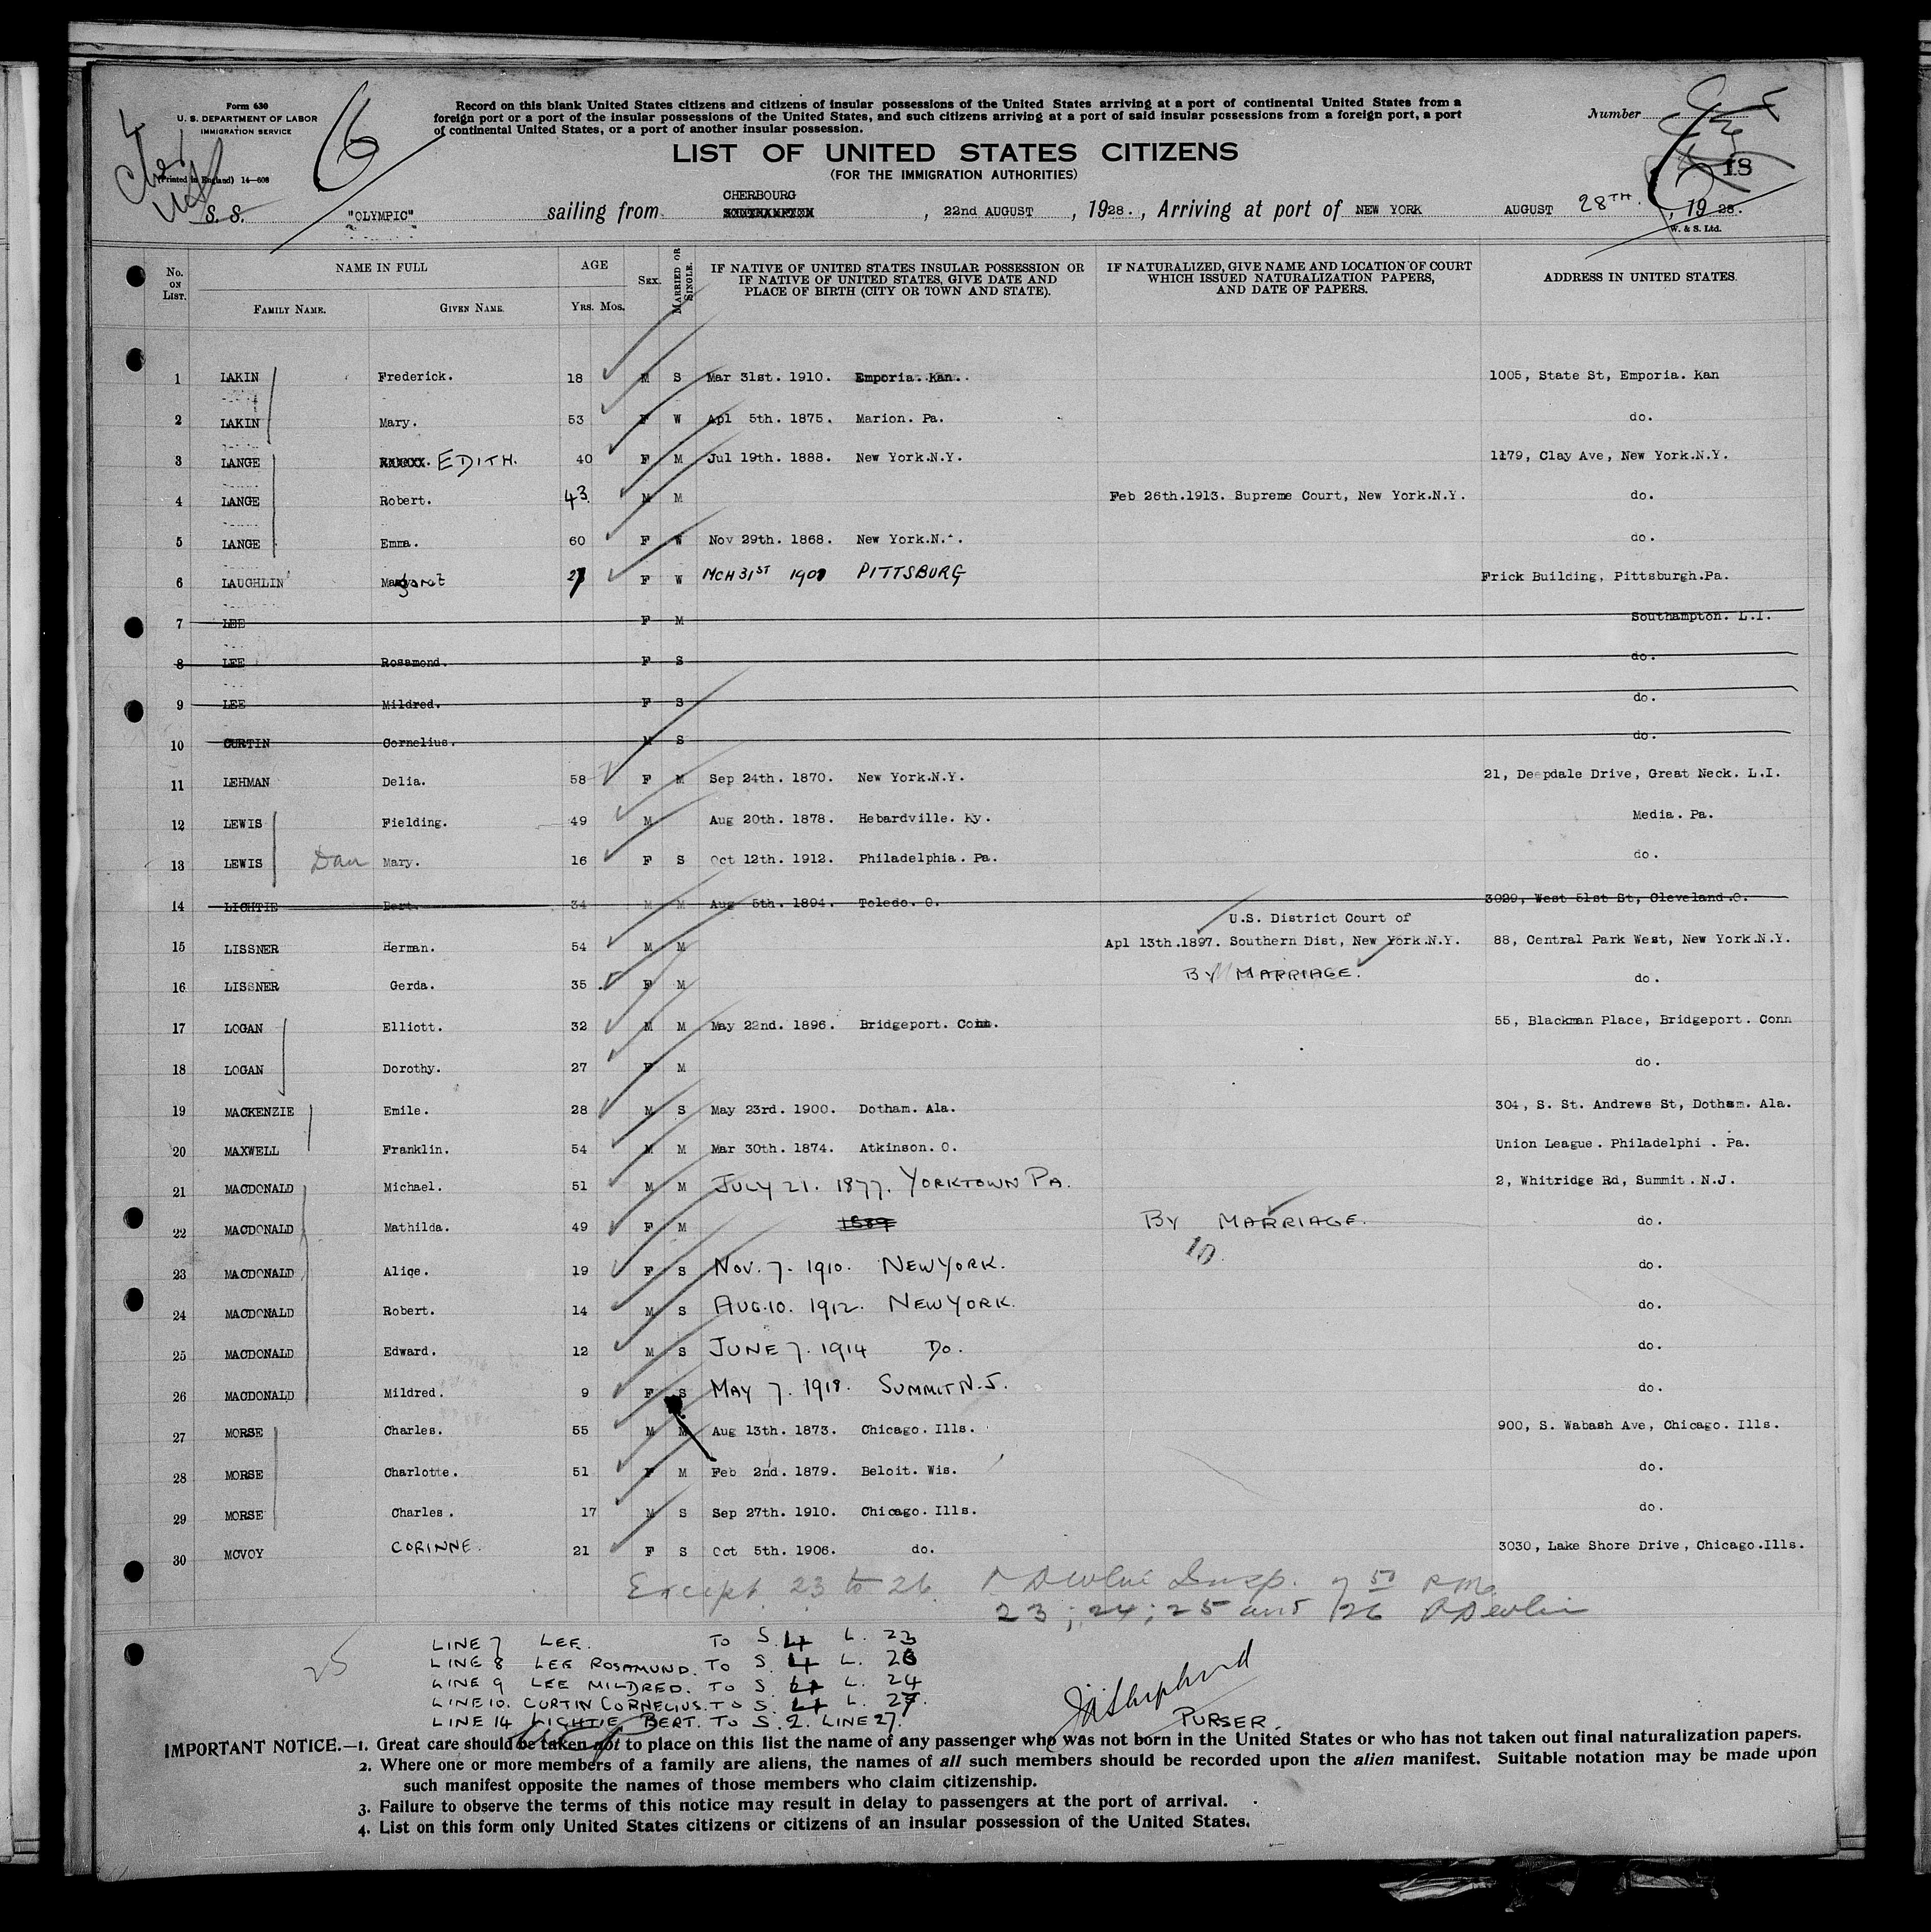 Form 630
U. S. DEPARTMENT OF LABOR
IMMIGRATION SERVICE
(Printed in England) 14—608
6
Record on this blank United States citizens and citizens of insular possessions of the United States arriving at a port of continental United States from a
foreign port or a port of the insular possessions of the United States, and such citizens arriving at a port of said insular possessions from a foreign port, a port
of continental United States, or a port of another insular possession.
Number
18
LIST OF UNITED STATES CITIZENS
(FOR THE IMMIGRATION AUTHORITIES)
S. S. "OLYMPIC" sailing from CHERBOURG SOUTHAMPTON, 22nd AUGUST, 1928., Arriving at port of NEW YORK AUGUST 28TH, 1928.
W. & S. Ltd.
No. ON LIST. NAME IN FULL AGE SEX. MARRIED OR SINGLE. IF NATIVE OF UNITED STATES INSULAR POSSESSION OR IF NATIVE OF UNITED STATES, GIVE DATE AND PLACE OF BIRTH (CITY OR TOWN AND STATE). IF NATURALIZED, GIVE NAME AND LOCATION OF COURT WHICH ISSUED NATURALIZATION PAPERS, AND DATE OF PAPERS. ADDRESS IN UNITED STATES.
FAMILY NAME. GIVEN NAME. YRS. MOS.
1 LAKIN Frederick. 18 M S Mar 31st. 1910. Emporia. Kan. 1005, State St, Emporia. Kan
2 LAKIN Mary. 53 F W Apl 5th. 1875. Marion. Pa. do.
3 LANGE EDITH. 40 F M Jul 19th. 1888. New York.N.Y. 1179, Clay Ave, New York.N.Y.
4 LANGE Robert. 43 M M Feb 26th.1913. Supreme Court, New York.N.Y. do.
5 LANGE Emma. 60 F W Nov 29th. 1868. New York.N. . do.
6 LAUGHLIN Margaret 27 F W MCH 31ST 1901 PITTSBURG Frick Building, Pittsburgh.Pa.
7 LEE F M Southampton. L.I.
8 LEE Rosamond. F S do.
9 LEE Mildred. F S do.
10 CURTIN Cornelius. M S do.
11 LEHMAN Delia. 58 F M Sep 24th. 1870. New York.N.Y. 21, Deepdale Drive, Great Neck. L.I.
12 LEWIS Fielding. 49 M Aug 20th. 1878. Hebardville. Ky. Media. Pa.
13 LEWIS Dau Mary. 16 F S Oct 12th. 1912. Philadelphia. Pa. do.
14 LICHTIE Bert. 34 M M Aug 5th. 1894. Toledo. O. 3029, West 51st St, Cleveland.O.
U.S. District Court of
15 LISSNER Herman. 54 M M Apl 13th.1897. Southern Dist, New York.N.Y. 88, Central Park West, New York.N.Y.
16 LISSNER Gerda. 35 F M BY MARRIAGE. do.
17 LOGAN Elliott. 32 M M May 22nd. 1896. Bridgeport. Conn. 55, Blackman Place, Bridgeport. Conn
18 LOGAN Dorothy. 27 F M do.
19 MACKENZIE Emile. 28 M S May 23rd. 1900. Dotham. Ala. 304, S. St. Andrews St, Dotham. Ala.
20 MAXWELL Franklin. 54 M M Mar 30th. 1874. Atkinson. O. Union League. Philadelphi . Pa.
21 MACDONALD Michael. 51 M M JULY 21. 1877. YORKTOWN PA. 2, Whitridge Rd, Summit. N.J.
22 MACDONALD Mathilda. 49 F M BY MARRIAGE. do.
10
23 MACDONALD Alice. 19 F S NOV. 7. 1910. NEW YORK. do.
24 MACDONALD Robert. 14 M S AUG. 10. 1912. NEW YORK. do.
25 MACDONALD Edward. 12 M S JUNE 7. 1914 Do. do.
26 MACDONALD Mildred. 9 F S MAY 7. 1918. SUMMIT N.J. do.
27 MORSE Charles. 55 M M Aug 13th. 1873. Chicago. Ills. 900, S. Wabash Ave, Chicago. Ills.
28 MORSE Charlotte. 51 F M Feb 2nd. 1879. Beloit. Wis. do.
29 MORSE Charles. 17 M S Sep 27th. 1910. Chicago. Ills. do.
30 MCVOY CORINNE. 21 F S Oct 5th. 1906. do. 3030, Lake Shore Drive, Chicago.Ills.
Except 23 to 26 Insp. 7 50 P.M.
23; 24; 25 and 26
25
LINE 7 LEE. TO S. 4 L. 23
LINE 8 LEE ROSAMUND. TO S. 4 L. 26
LINE 9 LEE MILDRED. TO S. 4 L. 24
LINE 10. CURTIN CORNELIUS. TO S. 4 L. 27.
LINE 14 LICHTIE BERT. TO S. 2. LINE 27.
PURSER.
IMPORTANT NOTICE.—1. Great care should be taken not to place on this list the name of any passenger who was not born in the United States or who has not taken out final naturalization papers.
2. Where one or more members of a family are aliens, the names of all such members should be recorded upon the alien manifest. Suitable notation may be made upon
such manifest opposite the names of those members who claim citizenship.
3. Failure to observe the terms of this notice may result in delay to passengers at the port of arrival.
4. List on this form only United States citizens or citizens of an insular possession of the United States.